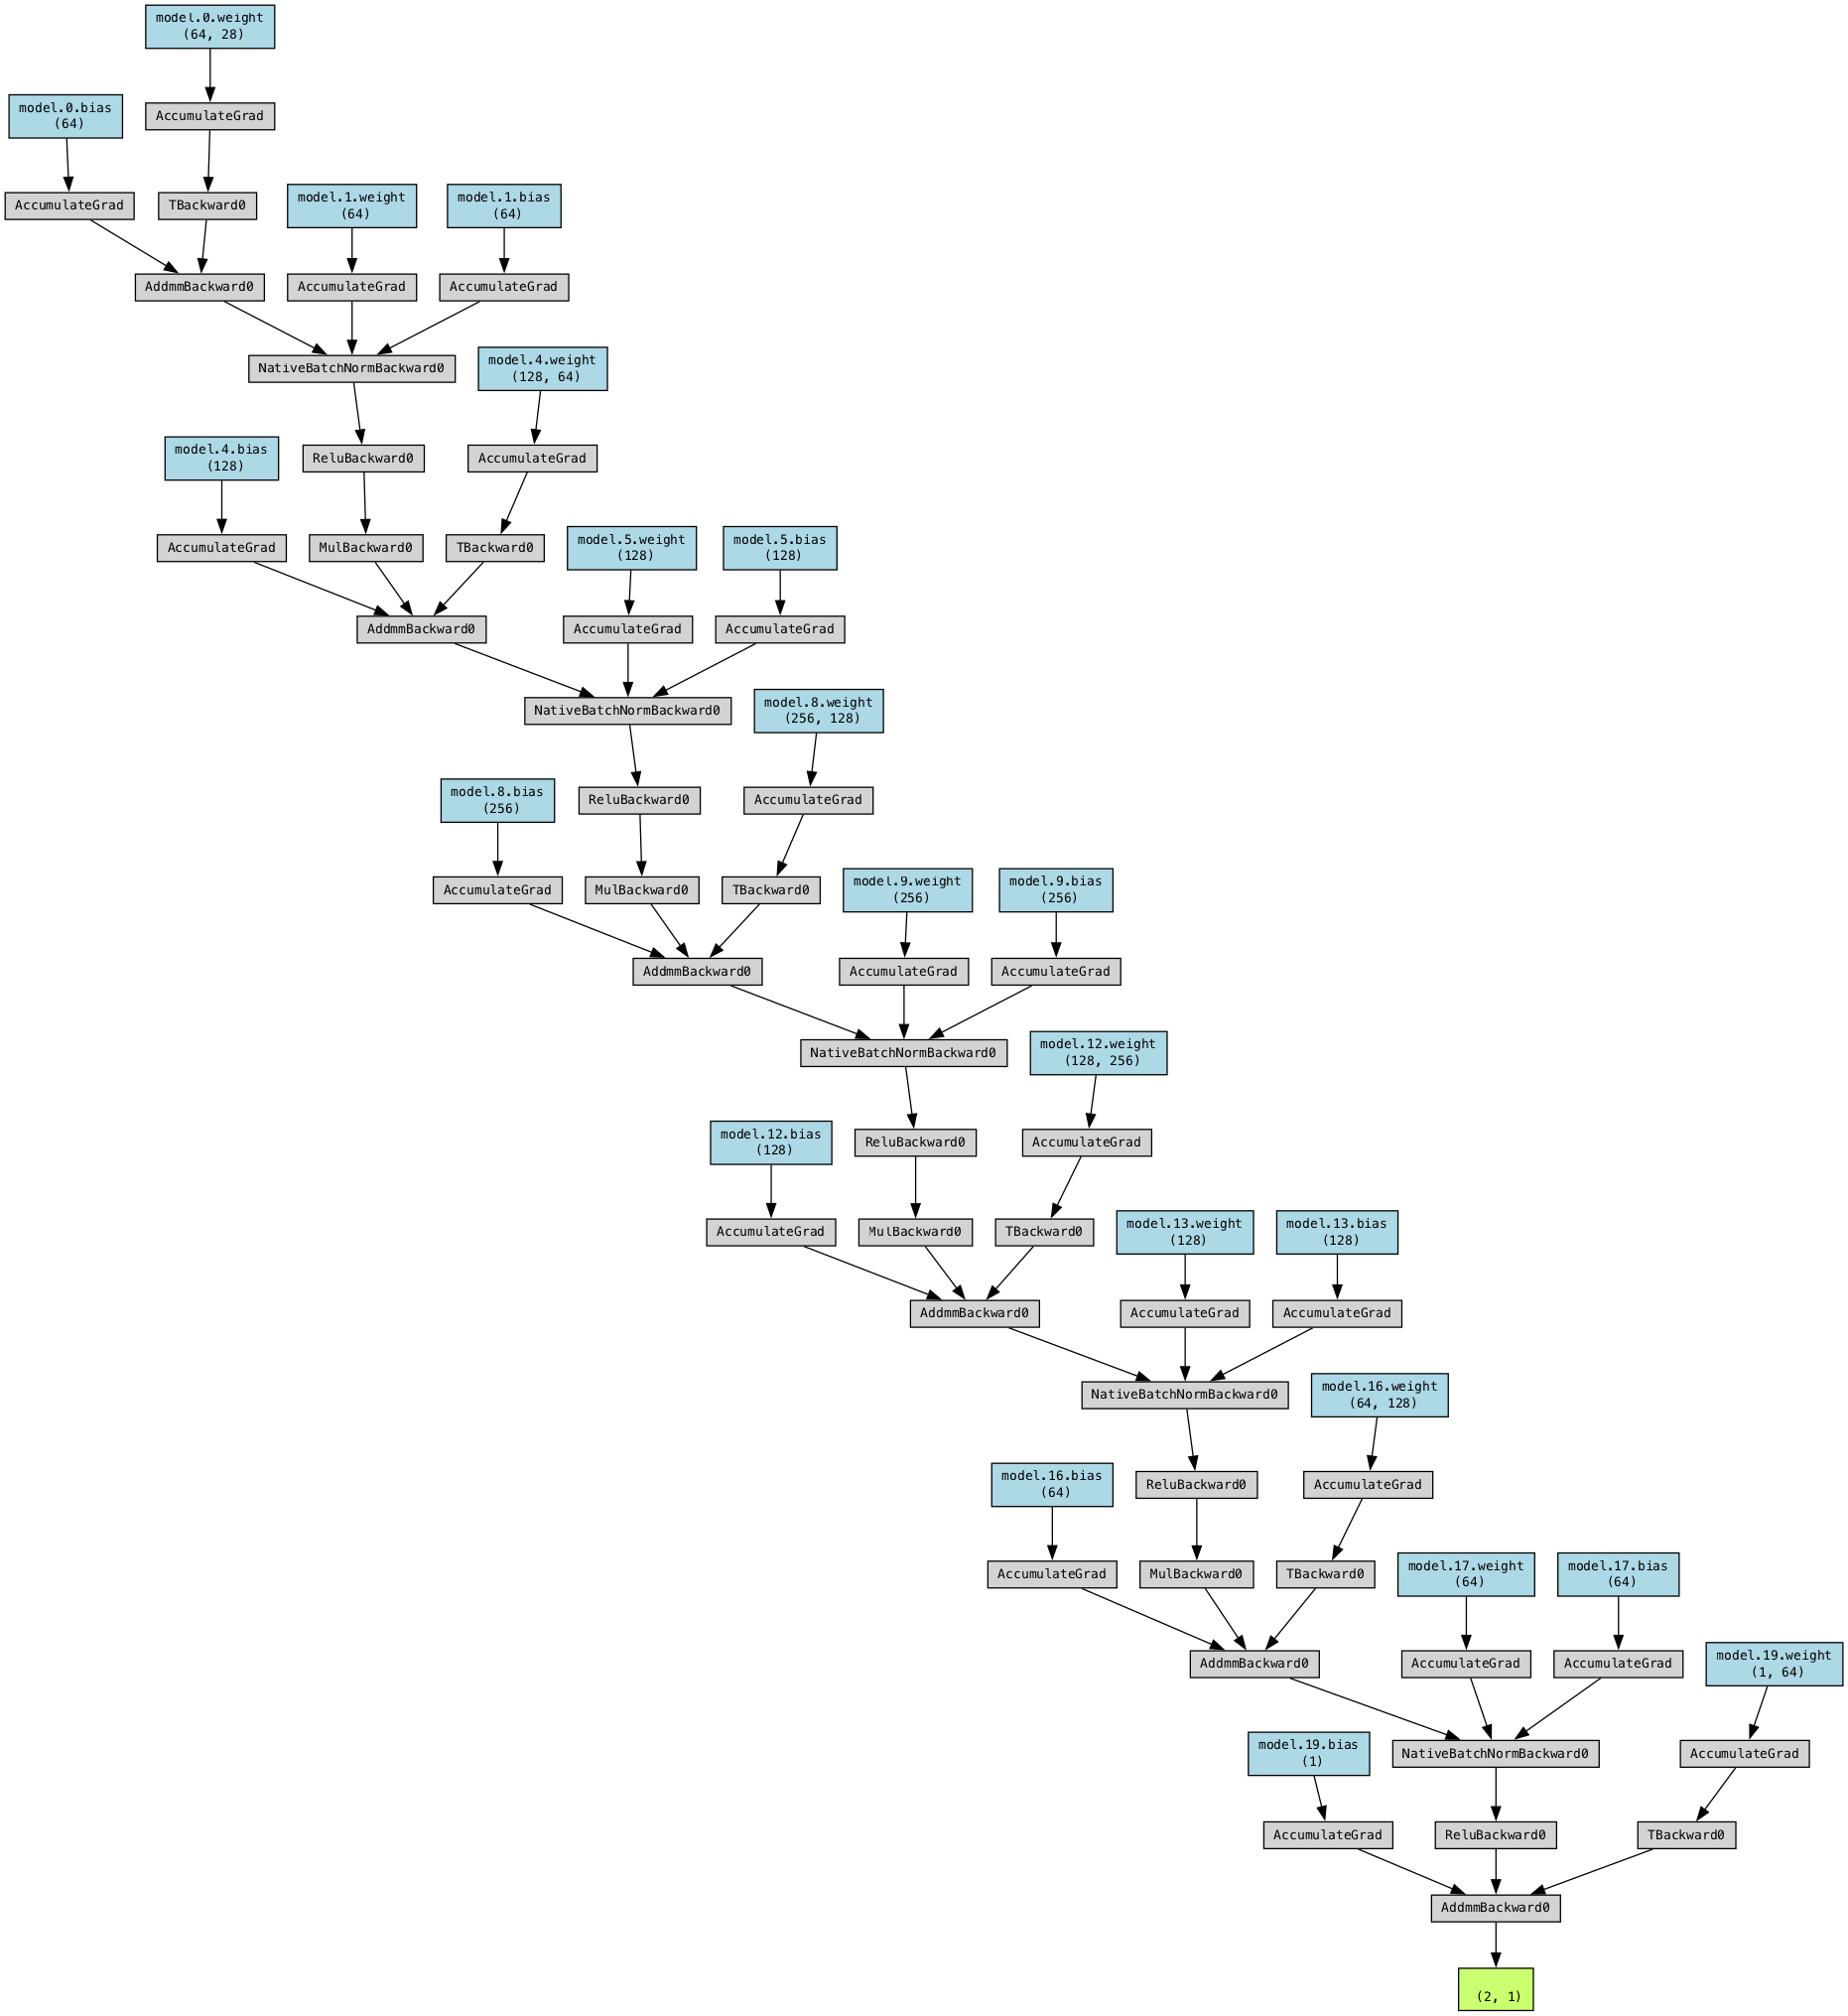 model.0.weight
(64, 28)
model.0.bias
(64)
AccumulateGrad
AccumulateGrad
TBackward0
model.1.weight
(64)
model.1.bias
(64)
AddmmBackward0
AccumulateGrad
AccumulateGrad
NativeBatchNormBackward0
model.4.weight
(128, 64)
model.4.bias
(128)
ReluBackward0
AccumulateGrad
AccumulateGrad
MulBackward0
TBackward0
model.5.weight
(128)
model.5.bias
(128)
AddmmBackward0
AccumulateGrad
AccumulateGrad
NativeBatchNormBackward0
model.8.weight
(256, 128)
model.8.bias
(256)
ReluBackward0
AccumulateGrad
AccumulateGrad
MulBackward0
TBackward0
model.9.weight
(256)
model.9.bias
(256)
AddmmBackward0
AccumulateGrad
AccumulateGrad
NativeBatchNormBackward0
model.12.weight
(128, 256)
model.12.bias
(128)
ReluBackward0
AccumulateGrad
AccumulateGrad
MulBackward0
TBackward0
model.13.weight
(128)
model.13.bias
(128)
AddmmBackward0
AccumulateGrad
AccumulateGrad
NativeBatchNormBackward0
model.16.weight
(64, 128)
model.16.bias
(64)
ReluBackward0
AccumulateGrad
AccumulateGrad
MulBackward0
TBackward0
model.17.weight
(64)
model.17.bias
(64)
AddmmBackward0
AccumulateGrad
AccumulateGrad
model.19.weight
(1, 64)
model.19.bias
(1)
NativeBatchNormBackward0
AccumulateGrad
AccumulateGrad
ReluBackward0
TBackward0
AddmmBackward0
(2, 1)